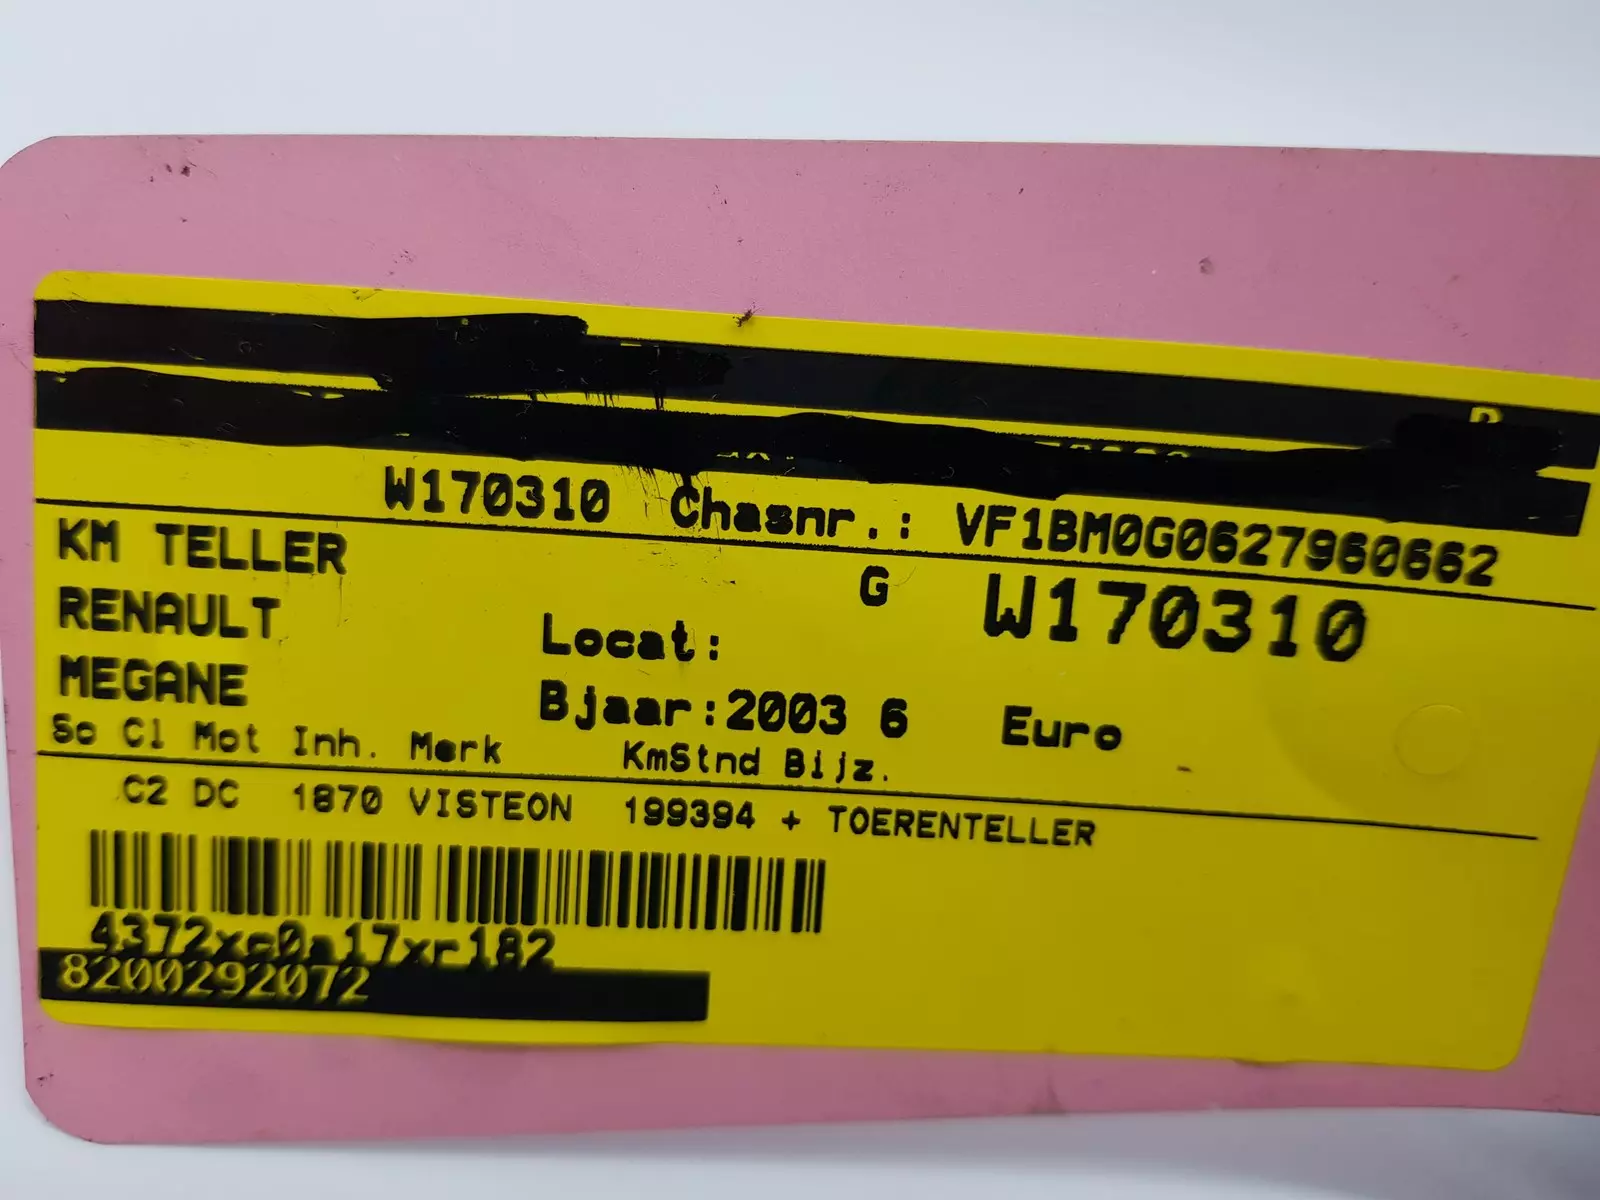 W170310 Chasnr.: VF1BM0G0627960662
KM TELLER G W170310
RENAULT Locat:
MEGANE Bjaar:2003 6 Euro
So Cl Mot Inh. Merk KmStnd Bijz.
C2 DC 1870 VISTEON 199394 + TOERENTELLER
4372xc0a17xr182
8200292072